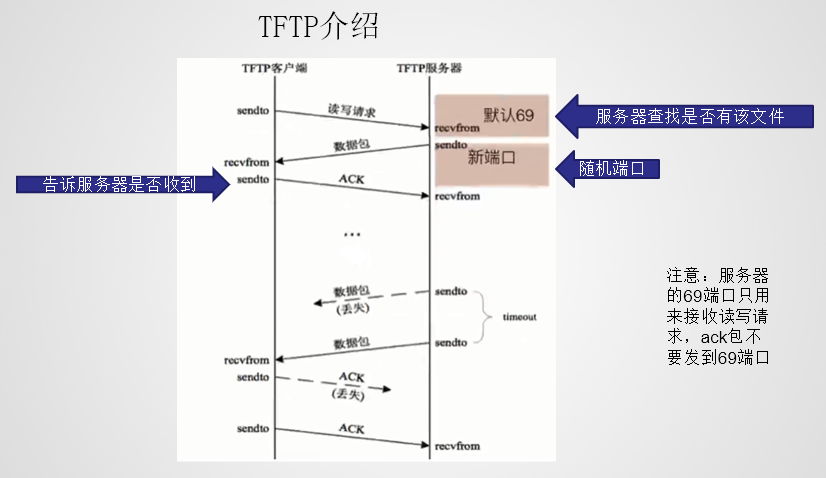 TFTP介绍
TFTP客户端
TFTP服务器
sendto
读写请求
默认69
recvfrom
服务器查找是否有该文件
sendto
数据包
新端口
recvfrom
随机端口
告诉服务器是否收到
sendto
ACK
recvfrom
...
数据包
(丢失)
sendto
timeout
数据包
sendto
recvfrom
sendto
ACK
(丢失)
sendto
ACK
recvfrom
注意：服务器
的69端口只用
来接收读写请
求，ack包不
要发到69端口